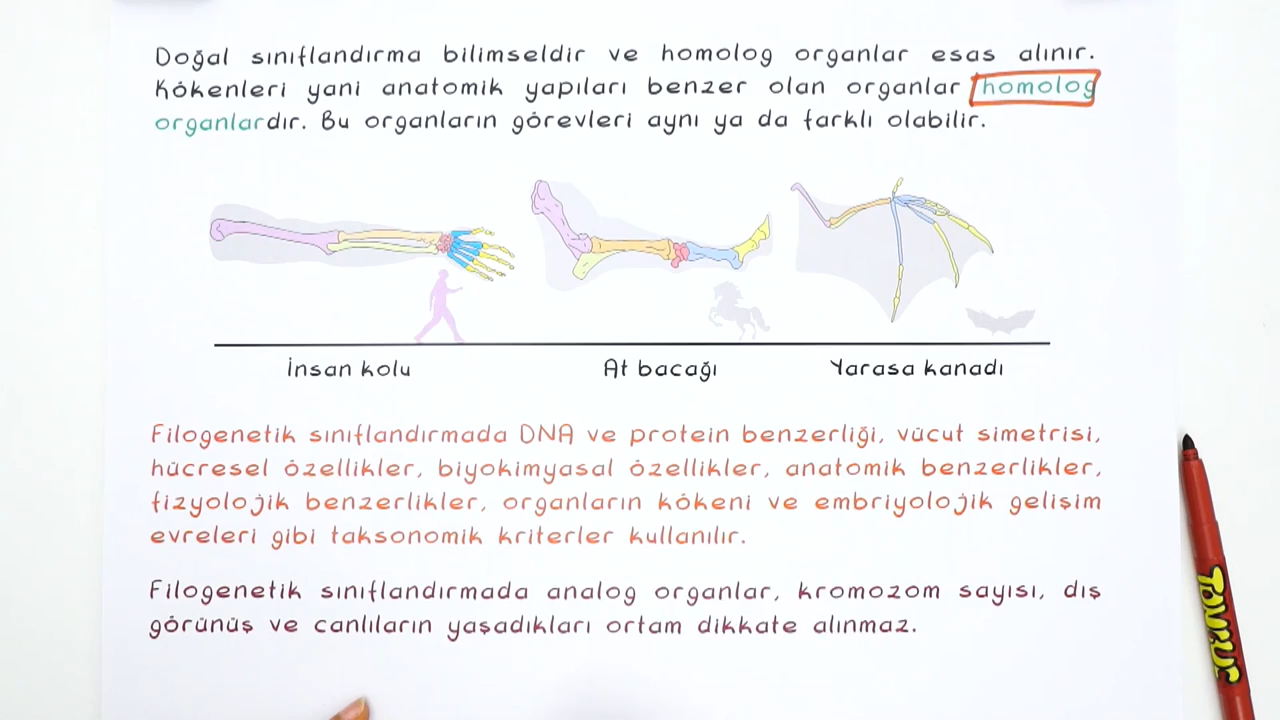 Doğal sınıflandırma bilimseldir ve homolog organlar esas alınır.
Kökenleri yani anatomik yapıları benzer olan organlar homolog
organlardır. Bu organların görevleri aynı ya da farklı olabilir.
İnsan kolu At bacağı Yarasa kanadı
Filogenetik sınıflandırmada DNA ve protein benzerliği, vücut simetrisi,
hücresel özellikler, biyokimyasal özellikler, anatomik benzerlikler,
fizyolojik benzerlikler, organların kökeni ve embriyolojik gelişim
evreleri gibi taksonomik kriterler kullanılır.
Filogenetik sınıflandırmada analog organlar, kromozom sayısı, dış
görünüş ve canlıların yaşadıkları ortam dikkate alınmaz.